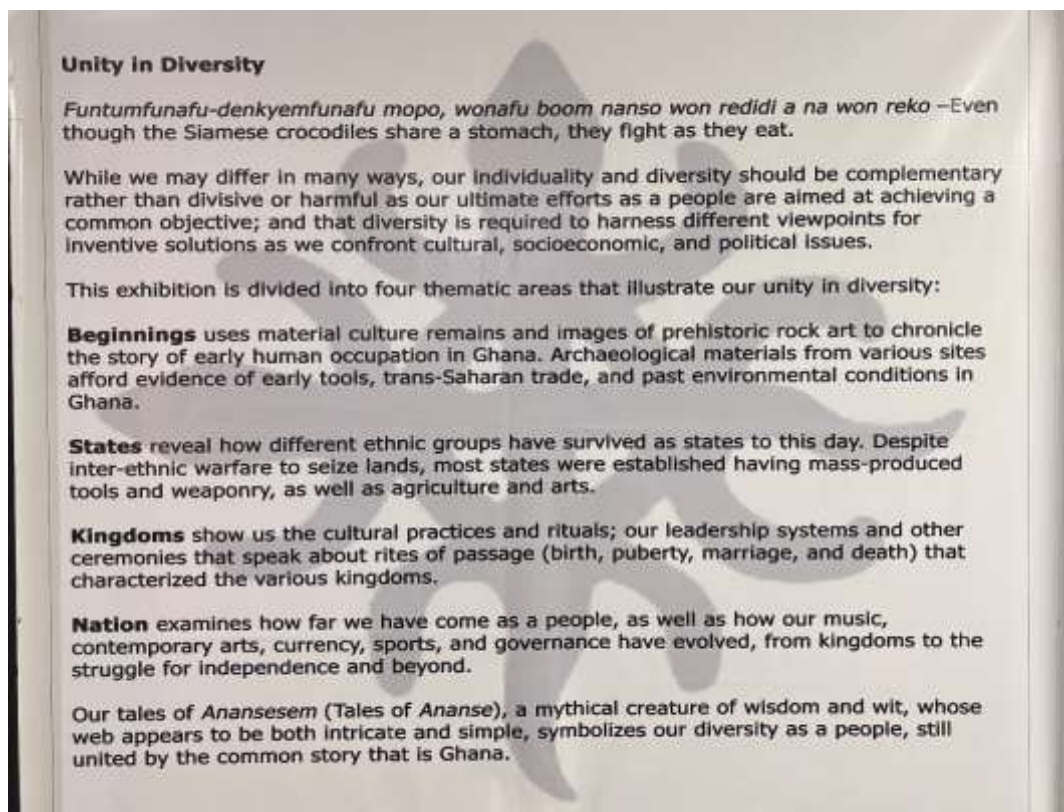 Unity in Diversity
Funtumfunafu-denkyemfunafu mopo, wonafu boom nanso won redidi a na won reko –Even
though the Siamese crocodiles share a stomach, they fight as they eat.
While we may differ in many ways, our individuality and diversity should be complementary
rather than divisive or harmful as our ultimate efforts as a people are aimed at achieving a
common objective; and that diversity is required to harness different viewpoints for
inventive solutions as we confront cultural, socioeconomic, and political issues.
This exhibition is divided into four thematic areas that illustrate our unity in diversity:
Beginnings uses material culture remains and images of prehistoric rock art to chronicle
the story of early human occupation in Ghana. Archaeological materials from various sites
afford evidence of early tools, trans-Saharan trade, and past environmental conditions in
Ghana.
States reveal how different ethnic groups have survived as states to this day. Despite
inter-ethnic warfare to seize lands, most states were established having mass-produced
tools and weaponry, as well as agriculture and arts.
Kingdoms show us the cultural practices and rituals; our leadership systems and other
ceremonies that speak about rites of passage (birth, puberty, marriage, and death) that
characterized the various kingdoms.
Nation examines how far we have come as a people, as well as how our music,
contemporary arts, currency, sports, and governance have evolved, from kingdoms to the
struggle for independence and beyond.
Our tales of Anansesem (Tales of Ananse), a mythical creature of wisdom and wit, whose
web appears to be both intricate and simple, symbolizes our diversity as a people, still
united by the common story that is Ghana.